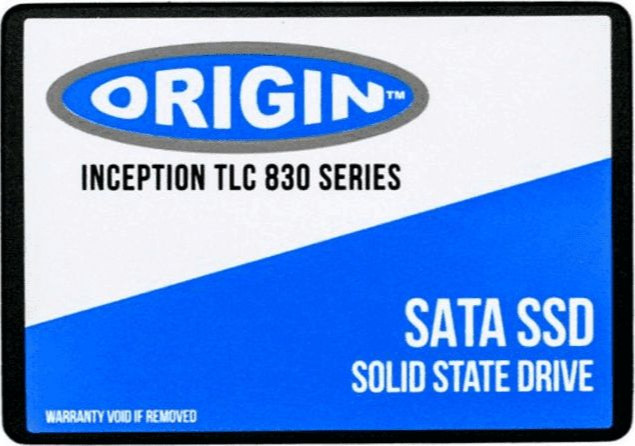 ORIGIN™
INCEPTION TLC 830 SERIES
SATA SSD
SOLID STATE DRIVE
WARRANTY VOID IF REMOVED